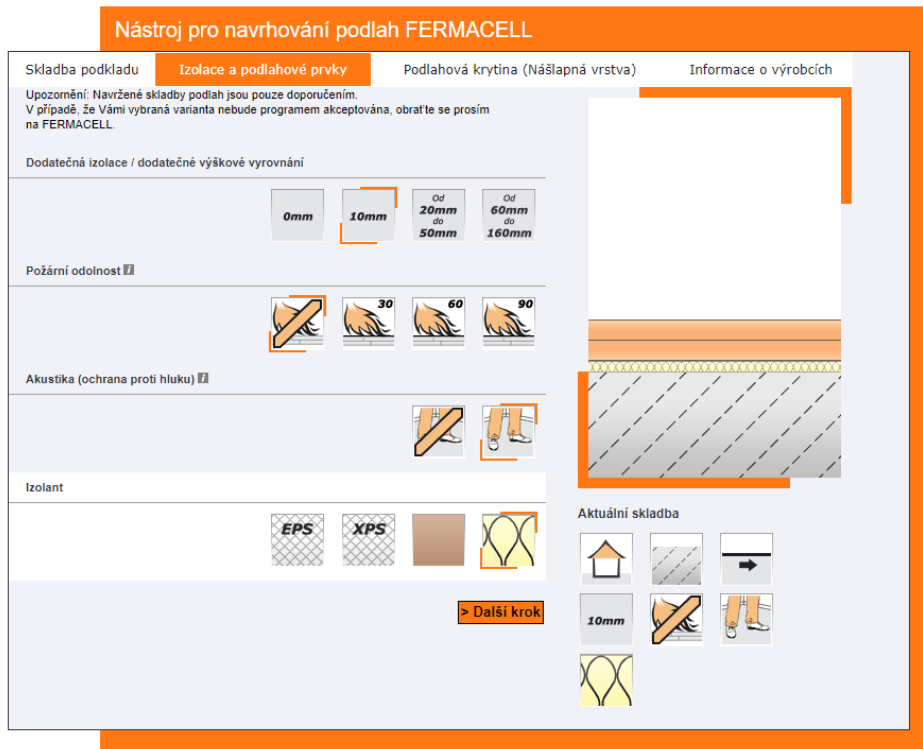 Nástroj pro navrhování podlah FERMACELL
Skladba podkladu
Izolace a podlahové prvky
Podlahová krytina (Nášlapná vrstva)
Informace o výrobcích
Upozornění: Navržené skladby podlah jsou pouze doporučením.
V případě, že Vámi vybraná varianta nebude programem akceptována, obraťte se prosím
na FERMACELL.
Dodatečná izolace / dodatečné výškové vyrovnání
0mm
10mm
Od
20mm
do
50mm
Od
60mm
do
160mm
Požární odolnost i
30
60
90
Akustika (ochrana proti hluku) i
Izolant
EPS
XPS
> Další krok
Aktuální skladba
10mm